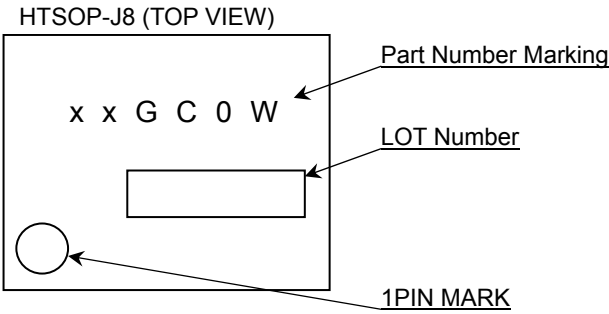 HTSOP-J8 (TOP VIEW)
Part Number Marking
x x G C 0 W
LOT Number
1PIN MARK